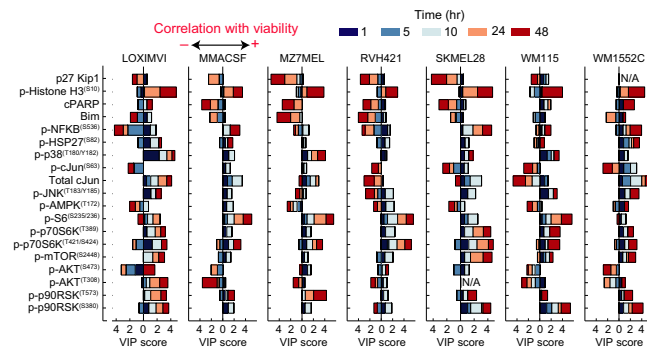 Correlation with viability
− +
Time (hr)
1 5 10 24 48
LOXIMVI MMACSF MZ7MEL RVH421 SKMEL28 WM115 WM1552C
p27 Kip1 N/A
p-Histone H3(S10)
cPARP
Bim
p-NFKB(S536)
p-HSP27(S82)
p-p38(T180/Y182)
p-cJun(S63)
Total cJun
p-JNK(T183/Y185)
p-AMPK(T172)
p-S6(S235/236)
p-p70S6K(T389)
p-p70S6K(T421/S424)
p-mTOR(S2448)
p-AKT(S473)
p-AKT(T308) N/A
p-p90RSK(T573)
p-p90RSK(S380)
4 2 0 2 4 4 2 0 2 4 4 2 0 2 4 4 2 0 2 4 4 2 0 2 4 4 2 0 2 4 4 2 0 2 4
VIP score VIP score VIP score VIP score VIP score VIP score VIP score